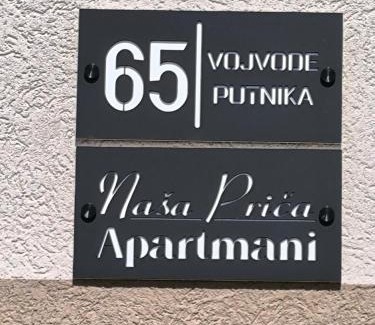 65 VOJVODE
PUTNIKA
Naša Priča
Apartmani